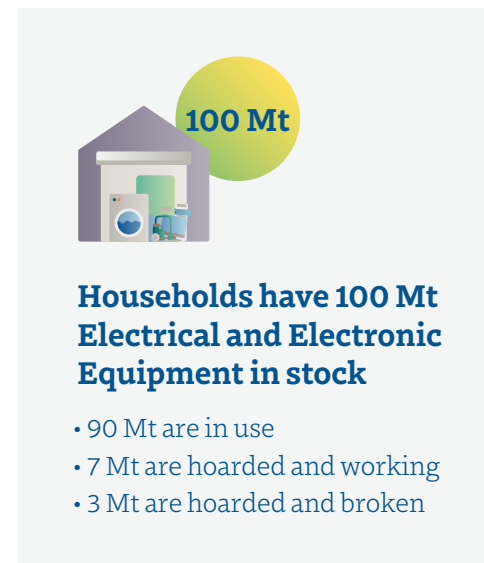 100 Mt
Households have 100 Mt
Electrical and Electronic
Equipment in stock
• 90 Mt are in use
• 7 Mt are hoarded and working
• 3 Mt are hoarded and broken